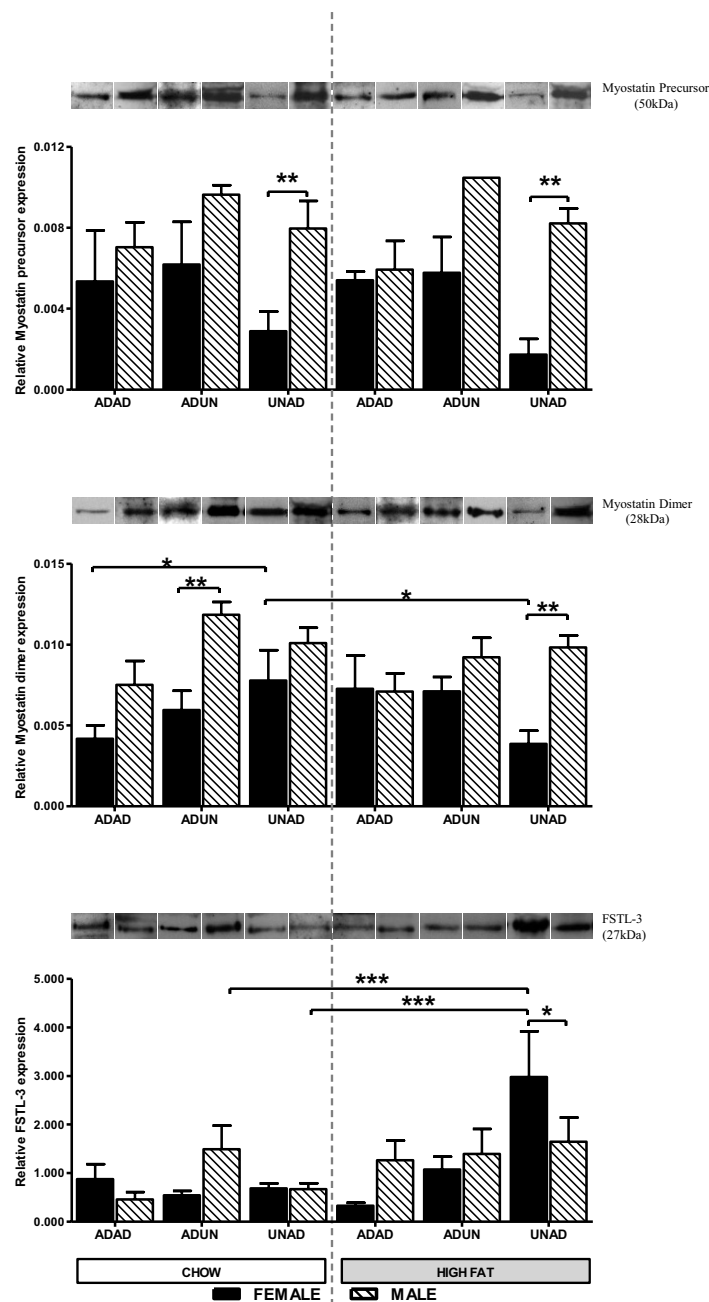 Myostatin Precursor
(50kDa)
Relative Myostatin precursor expression
0.012
0.008
0.004
0.000
**
**
ADAD ADUN UNAD ADAD ADUN UNAD
Myostatin Dimer
(28kDa)
Relative Myostatin dimer expression
0.015
0.010
0.005
0.000
*
**
*
**
ADAD ADUN UNAD ADAD ADUN UNAD
FSTL-3
(27kDa)
Relative FSTL-3 expression
5.000
4.000
3.000
2.000
1.000
0.000
***
***
*
ADAD ADUN UNAD ADAD ADUN UNAD
CHOW HIGH FAT
FEMALE MALE